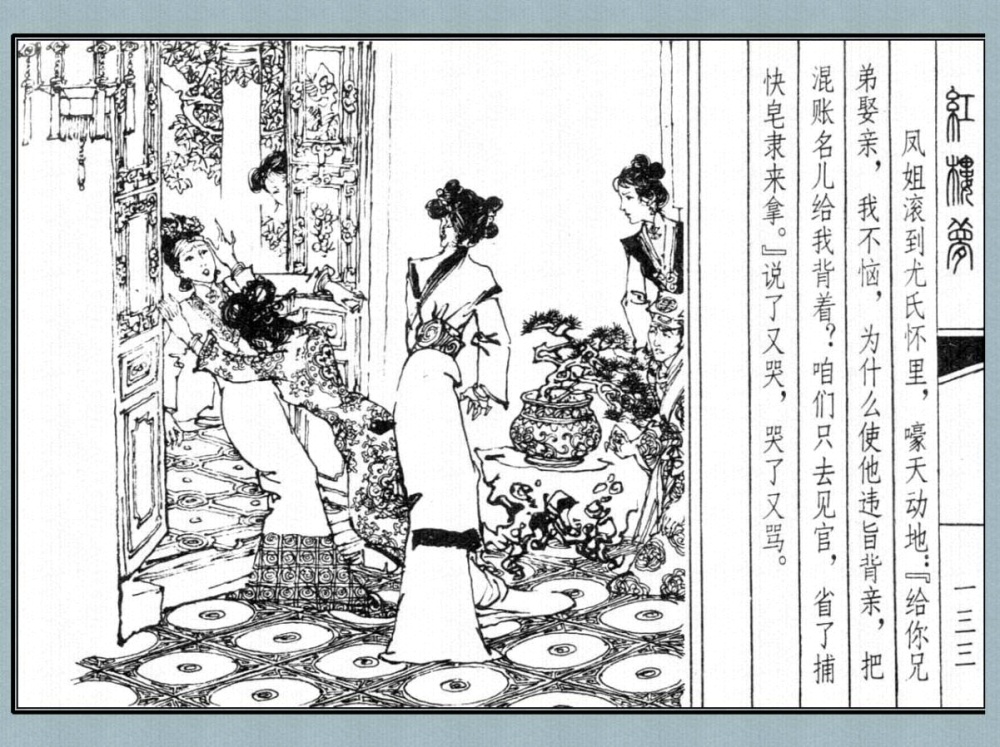 紅樓夢
一三三
凤姐滚到尤氏怀里，嚎天动地：『给你兄
弟娶亲，我不恼，为什么使他违旨背亲，把
混账名儿给我背着？咱们只去见官，省了捕
快皂隶来拿。』说了又哭，哭了又骂。